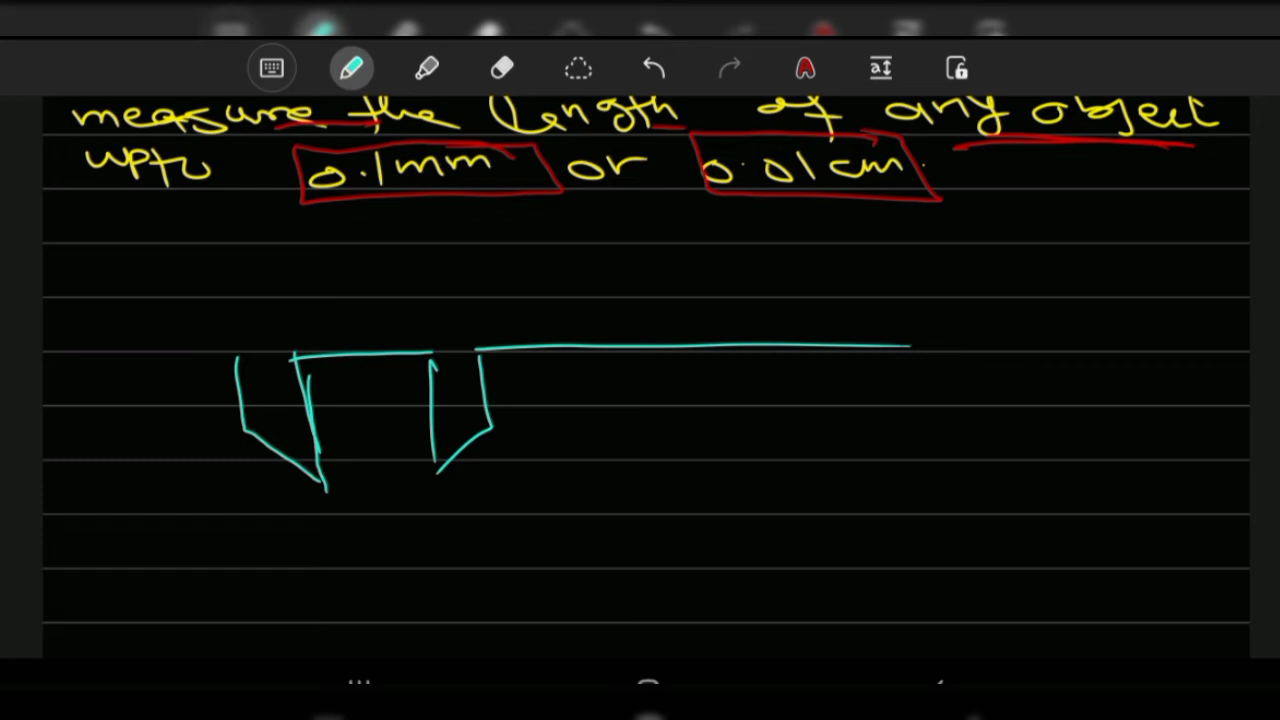 measure the length of any object
upto 0.1mm or 0.01cm.